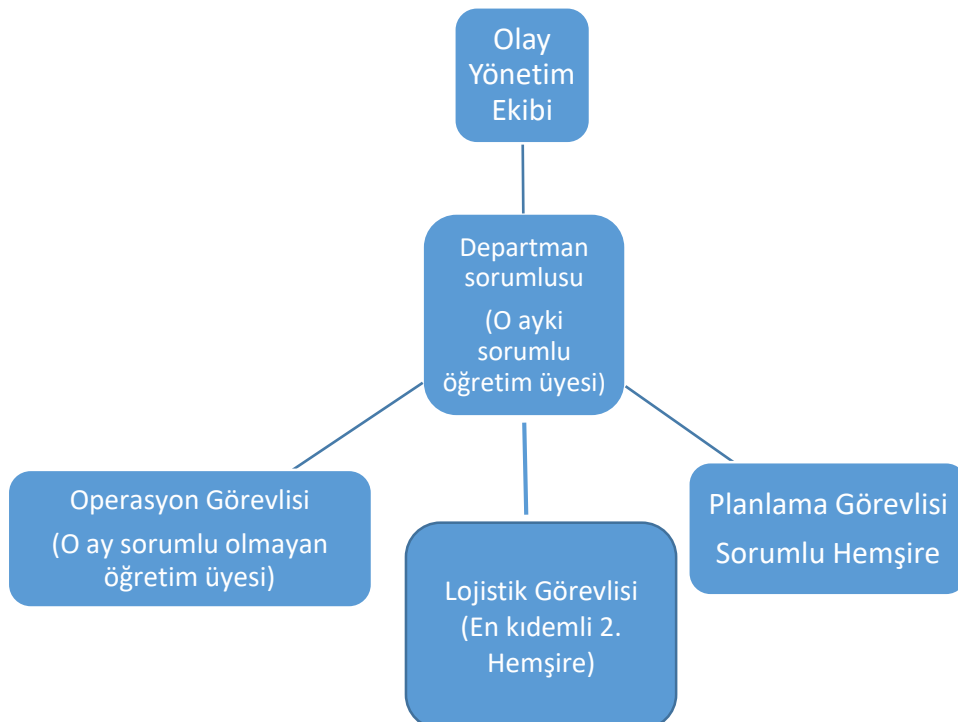 Olay
Yönetim
Ekibi
Departman
sorumlusu
(O ayki
sorumlu
öğretim üyesi)
Operasyon Görevlisi
(O ay sorumlu olmayan
öğretim üyesi)
Lojistik Görevlisi
(En kıdemli 2.
Hemşire)
Planlama Görevlisi
Sorumlu Hemşire